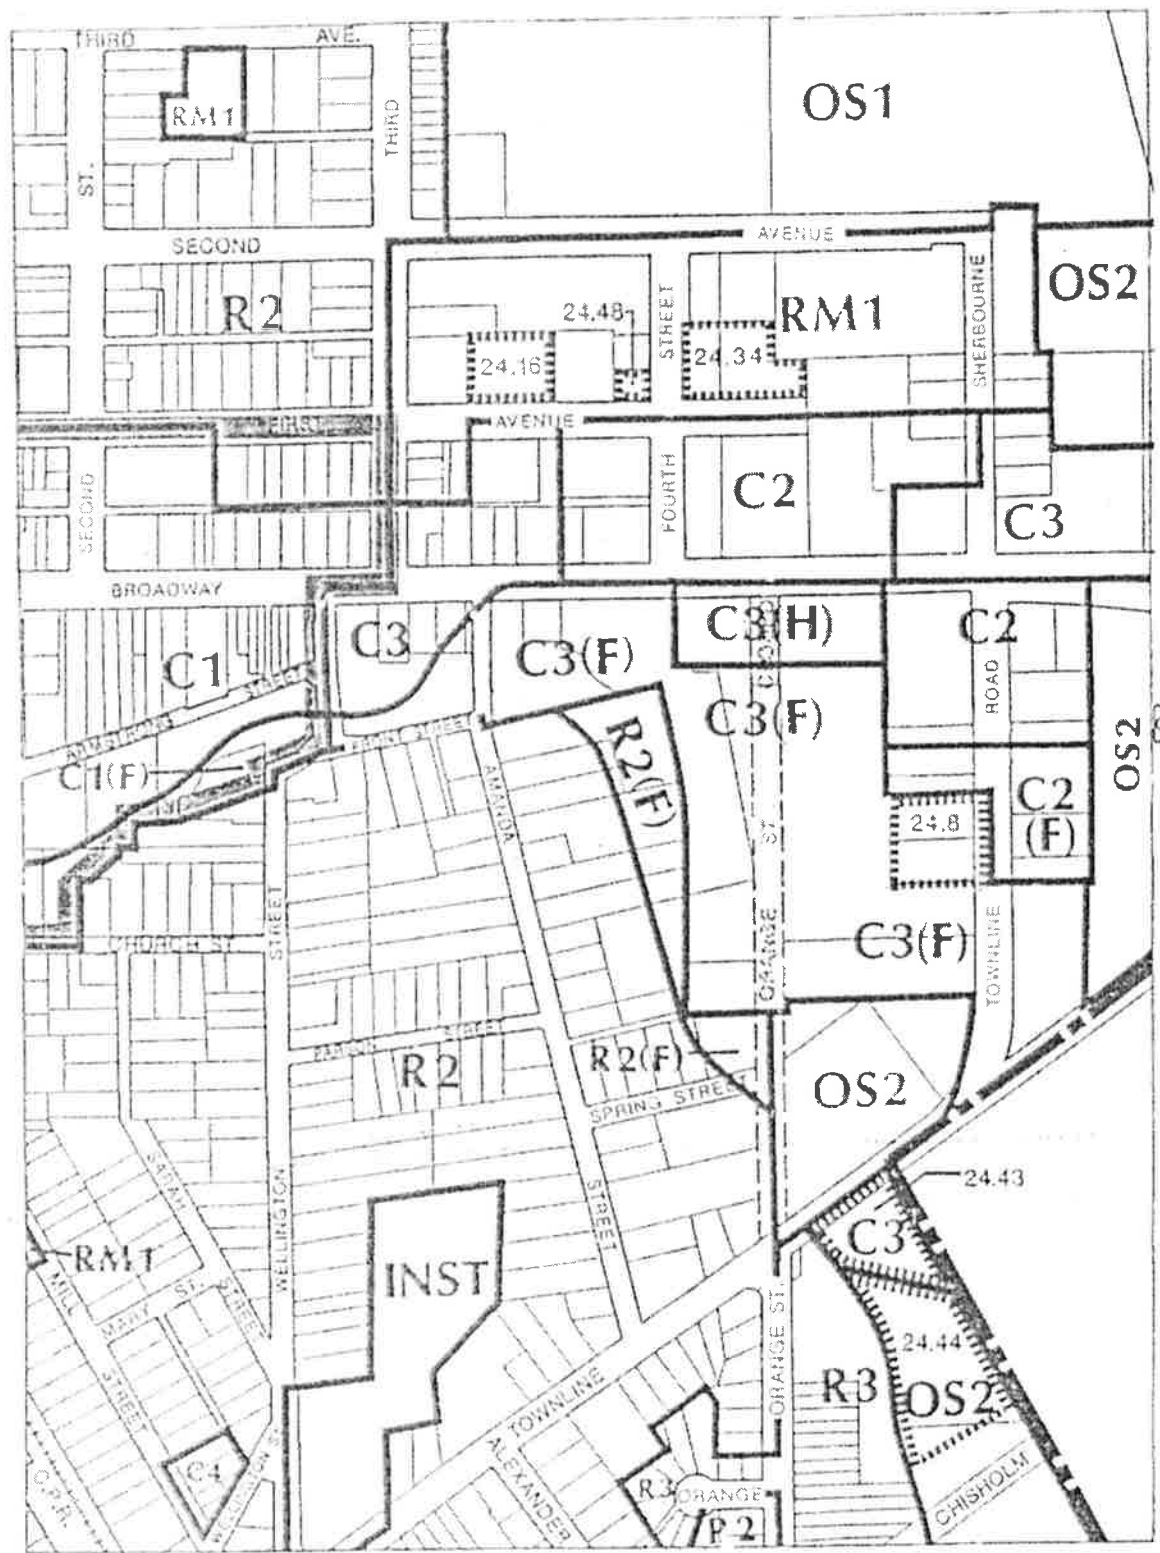 THIRD AVE.
RM1
THIRD
OS1
ST.
SECOND AVENUE
R2
24.48
RM1
OS2
STREET
SHERBOURNE
24.16
24.34
FIRST AVENUE
SECOND
FOURTH
C2
C3
BROADWAY
C3
C3(F)
C3(H)
C2
C1
STREET
ROAD
ARMSTRONG
FRONT STREET
R2(F)
C3(F)
OS2
C1(F)
AMANDA
ST.
C2
(F)
24.8
STREET
CHURCH ST.
ORANGE
C3(F)
TOWNLINE
STREET
R2
R2(F)
SPRING STREET
OS2
SARAH
STREET
WELLINGTON
STREET
24.43
C3
RM1
MILL
STREET
MARY ST.
INST
ORANGE ST.
24.44
R3
OS2
TOWNLINE
ALEXANDER
C4
WELLINGTON ST.
C.P.R.
R3
ORANGE
CHISHOLM